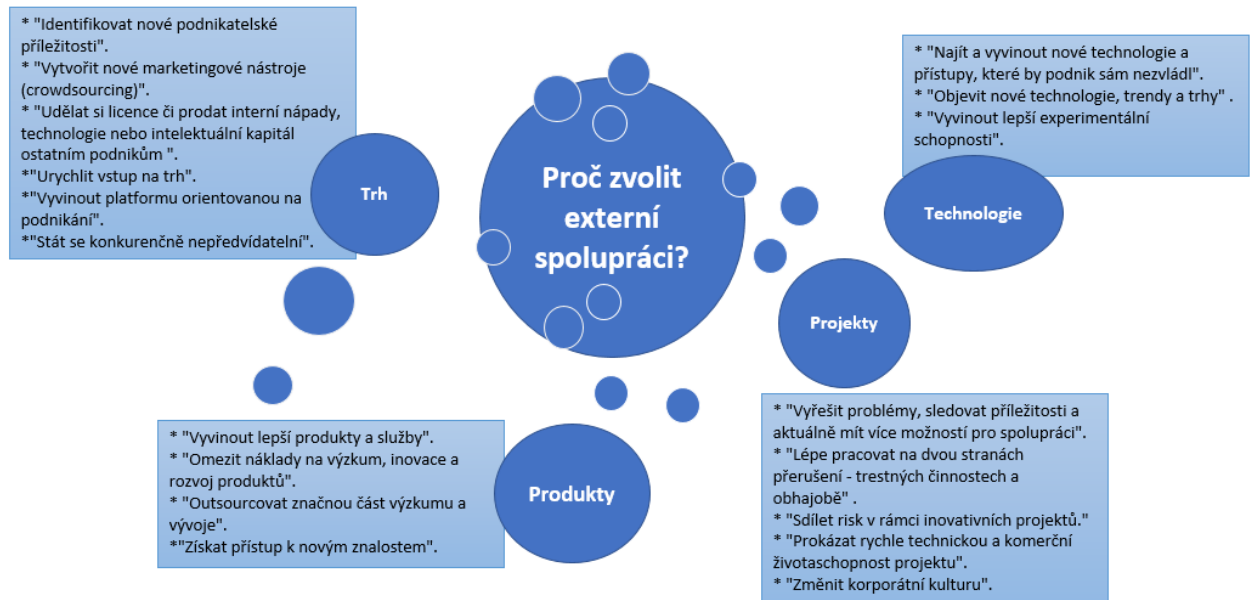 * "Identifikovat nové podnikatelské
příležitosti".
* "Vytvořit nové marketingové nástroje
(crowdsourcing)".
* "Udělat si licence či prodat interní nápady,
technologie nebo intelektuální kapitál
ostatním podnikům ".
*"Urychlit vstup na trh".
*"Vyvinout platformu orientovanou na
podnikání".
*"Stát se konkurenčně nepředvídatelní".
Trh
Proč zvolit
externí
spolupráci?
* "Najít a vyvinout nové technologie a
přístupy, které by podnik sám nezvládl".
* "Objevit nové technologie, trendy a trhy" .
* "Vyvinout lepší experimentální
schopnosti".
Technologie
Projekty
* "Vyřešit problémy, sledovat příležitosti a
aktuálně mít více možností pro spolupráci".
* "Lépe pracovat na dvou stranách
přerušení - trestných činnostech a
obhajobě" .
* "Sdílet risk v rámci inovativních projektů."
* "Prokázat rychle technickou a komerční
životaschopnost projektu".
* "Změnit korporátní kulturu".
* "Vyvinout lepší produkty a služby".
* "Omezit náklady na výzkum, inovace a
rozvoj produktů".
* "Outsourcovat značnou část výzkumu a
vývoje".
*"Získat přístup k novým znalostem".
Produkty